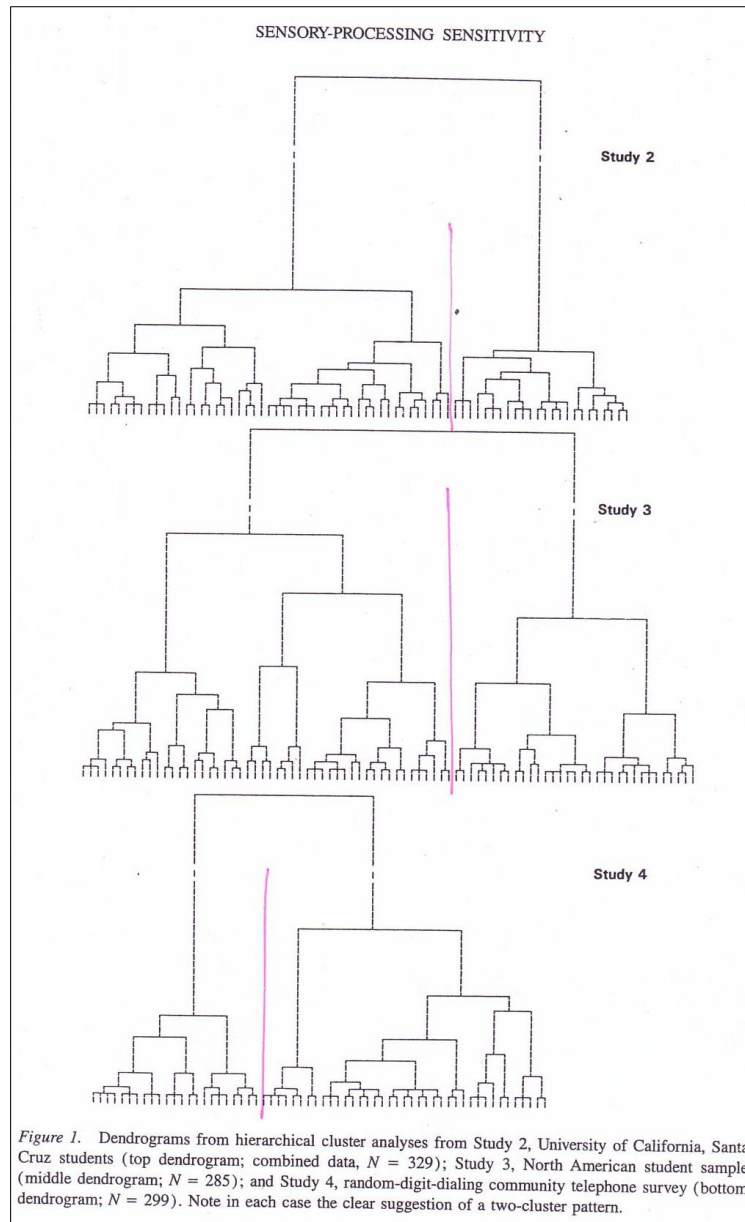 SENSORY-PROCESSING SENSITIVITY
Study 2
Study 3
Study 4
Figure 1. Dendrograms from hierarchical cluster analyses from Study 2, University of California, Santa
Cruz students (top dendrogram; combined data, N = 329); Study 3, North American student sample
(middle dendrogram; N = 285); and Study 4, random-digit-dialing community telephone survey (bottom
dendrogram; N = 299). Note in each case the clear suggestion of a two-cluster pattern.